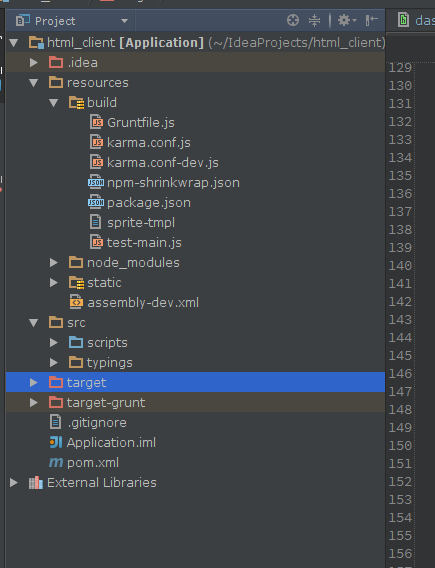 Project
das
html_client [Application] (~/IdeaProjects/html_client)
.idea
resources
build
Gruntfile.js
karma.conf.js
karma.conf-dev.js
npm-shrinkwrap.json
package.json
sprite-tmpl
test-main.js
node_modules
static
assembly-dev.xml
src
scripts
typings
target
target-grunt
.gitignore
Application.iml
pom.xml
External Libraries
129
130
131
132
133
134
135
136
137
138
139
140
141
142
143
144
145
146
147
148
149
150
151
152
153
154
155
156